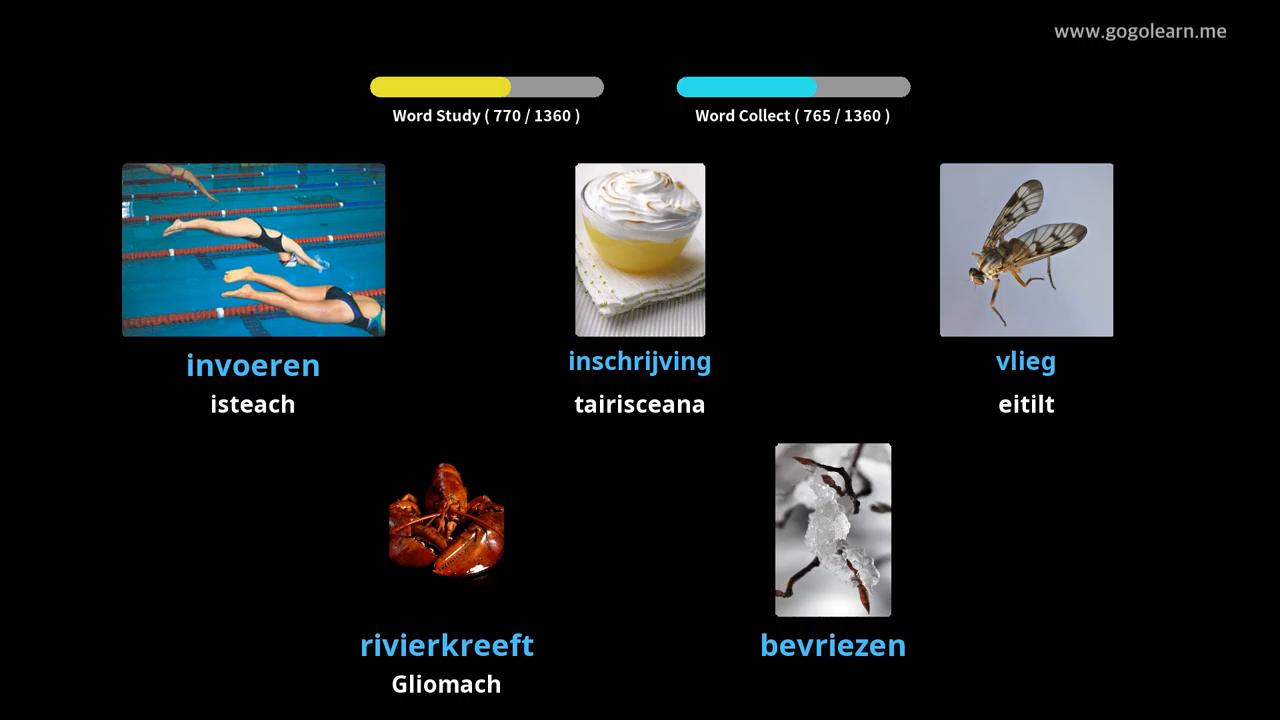 www.gogolearn.me
Word Study ( 770 / 1360 )
Word Collect ( 765 / 1360 )
invoeren
isteach
inschrijving
tairisceana
vlieg
eitilt
rivierkreeft
Gliomach
bevriezen